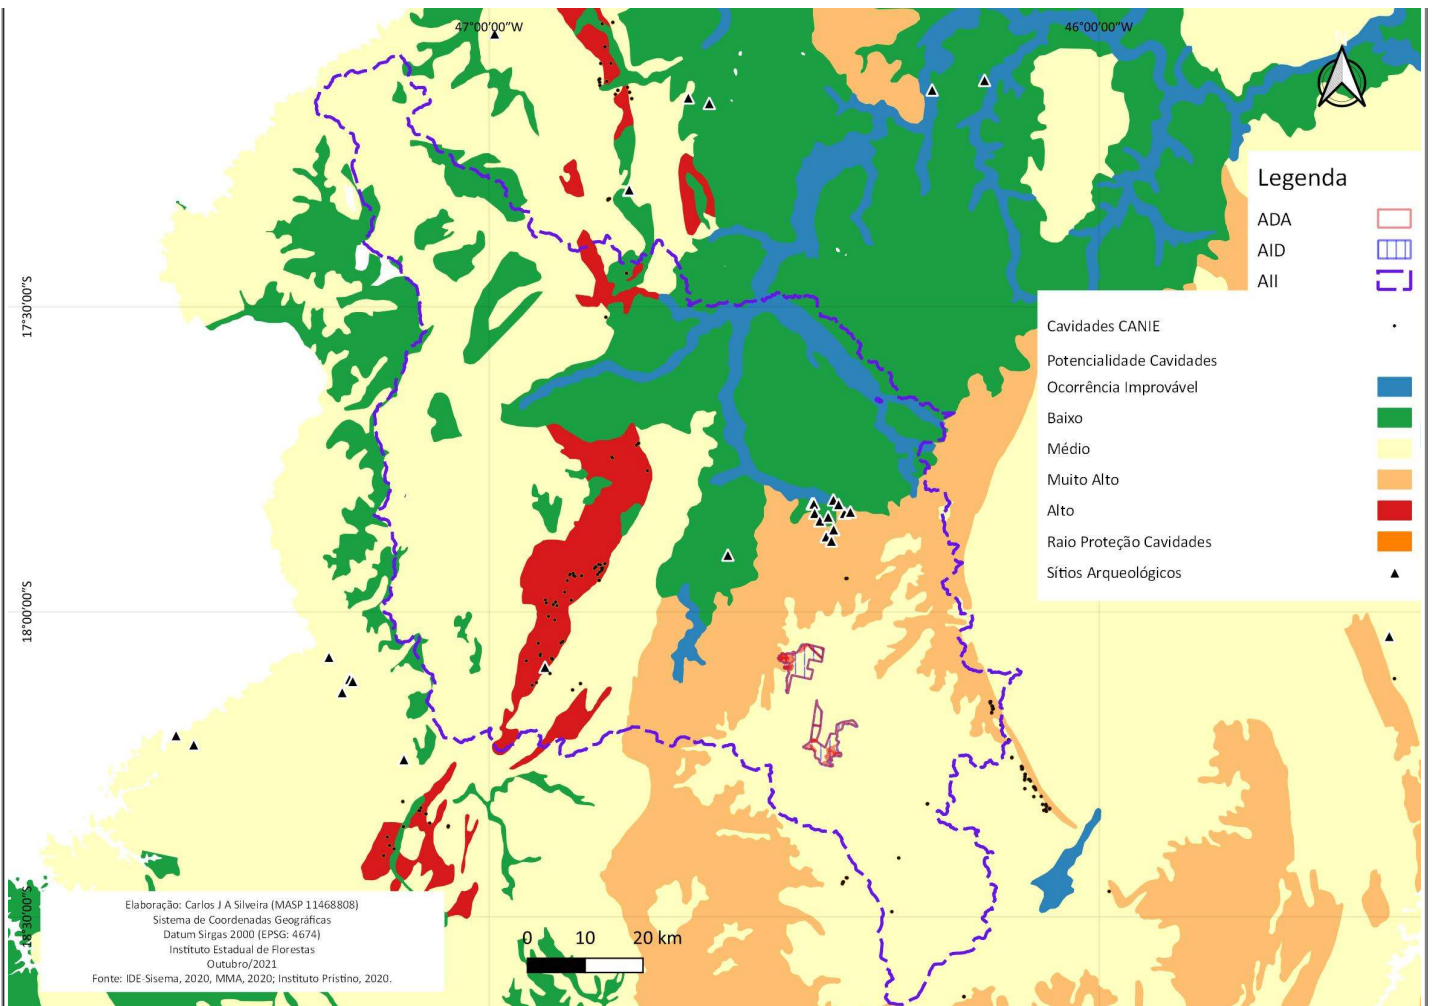 47°00'00"W
46°00'00"W
Legenda
ADA
AID
AII
17°30'00"S
Cavidades CANIE
Potencialidade Cavidades
Ocorrência Improvável
Baixo
Médio
Muito Alto
Alto
Raio Proteção Cavidades
Sítios Arqueológicos
18°00'00"S
18°30'00"S
Elaboração: Carlos J A Silveira (MASP 11468808)
Sistema de Coordenadas Geográficas
Datum Sirgas 2000 (EPSG: 4674)
Instituto Estadual de Florestas
Outubro/2021
Fonte: IDE-Sisema, 2020, MMA, 2020; Instituto Prístino, 2020.
0 10 20 km